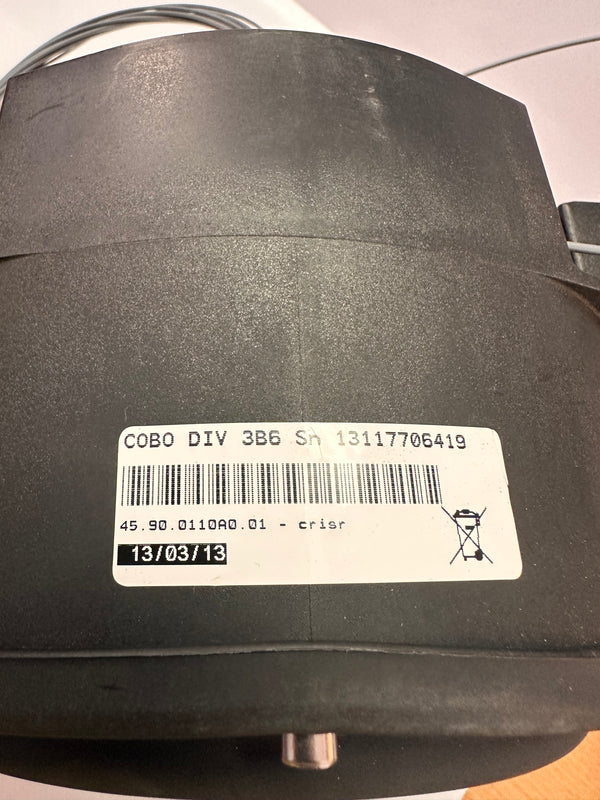 COBO DIV 3B6 Sn 13117706419
45.90.0110A0.01 - crisr
13/03/13